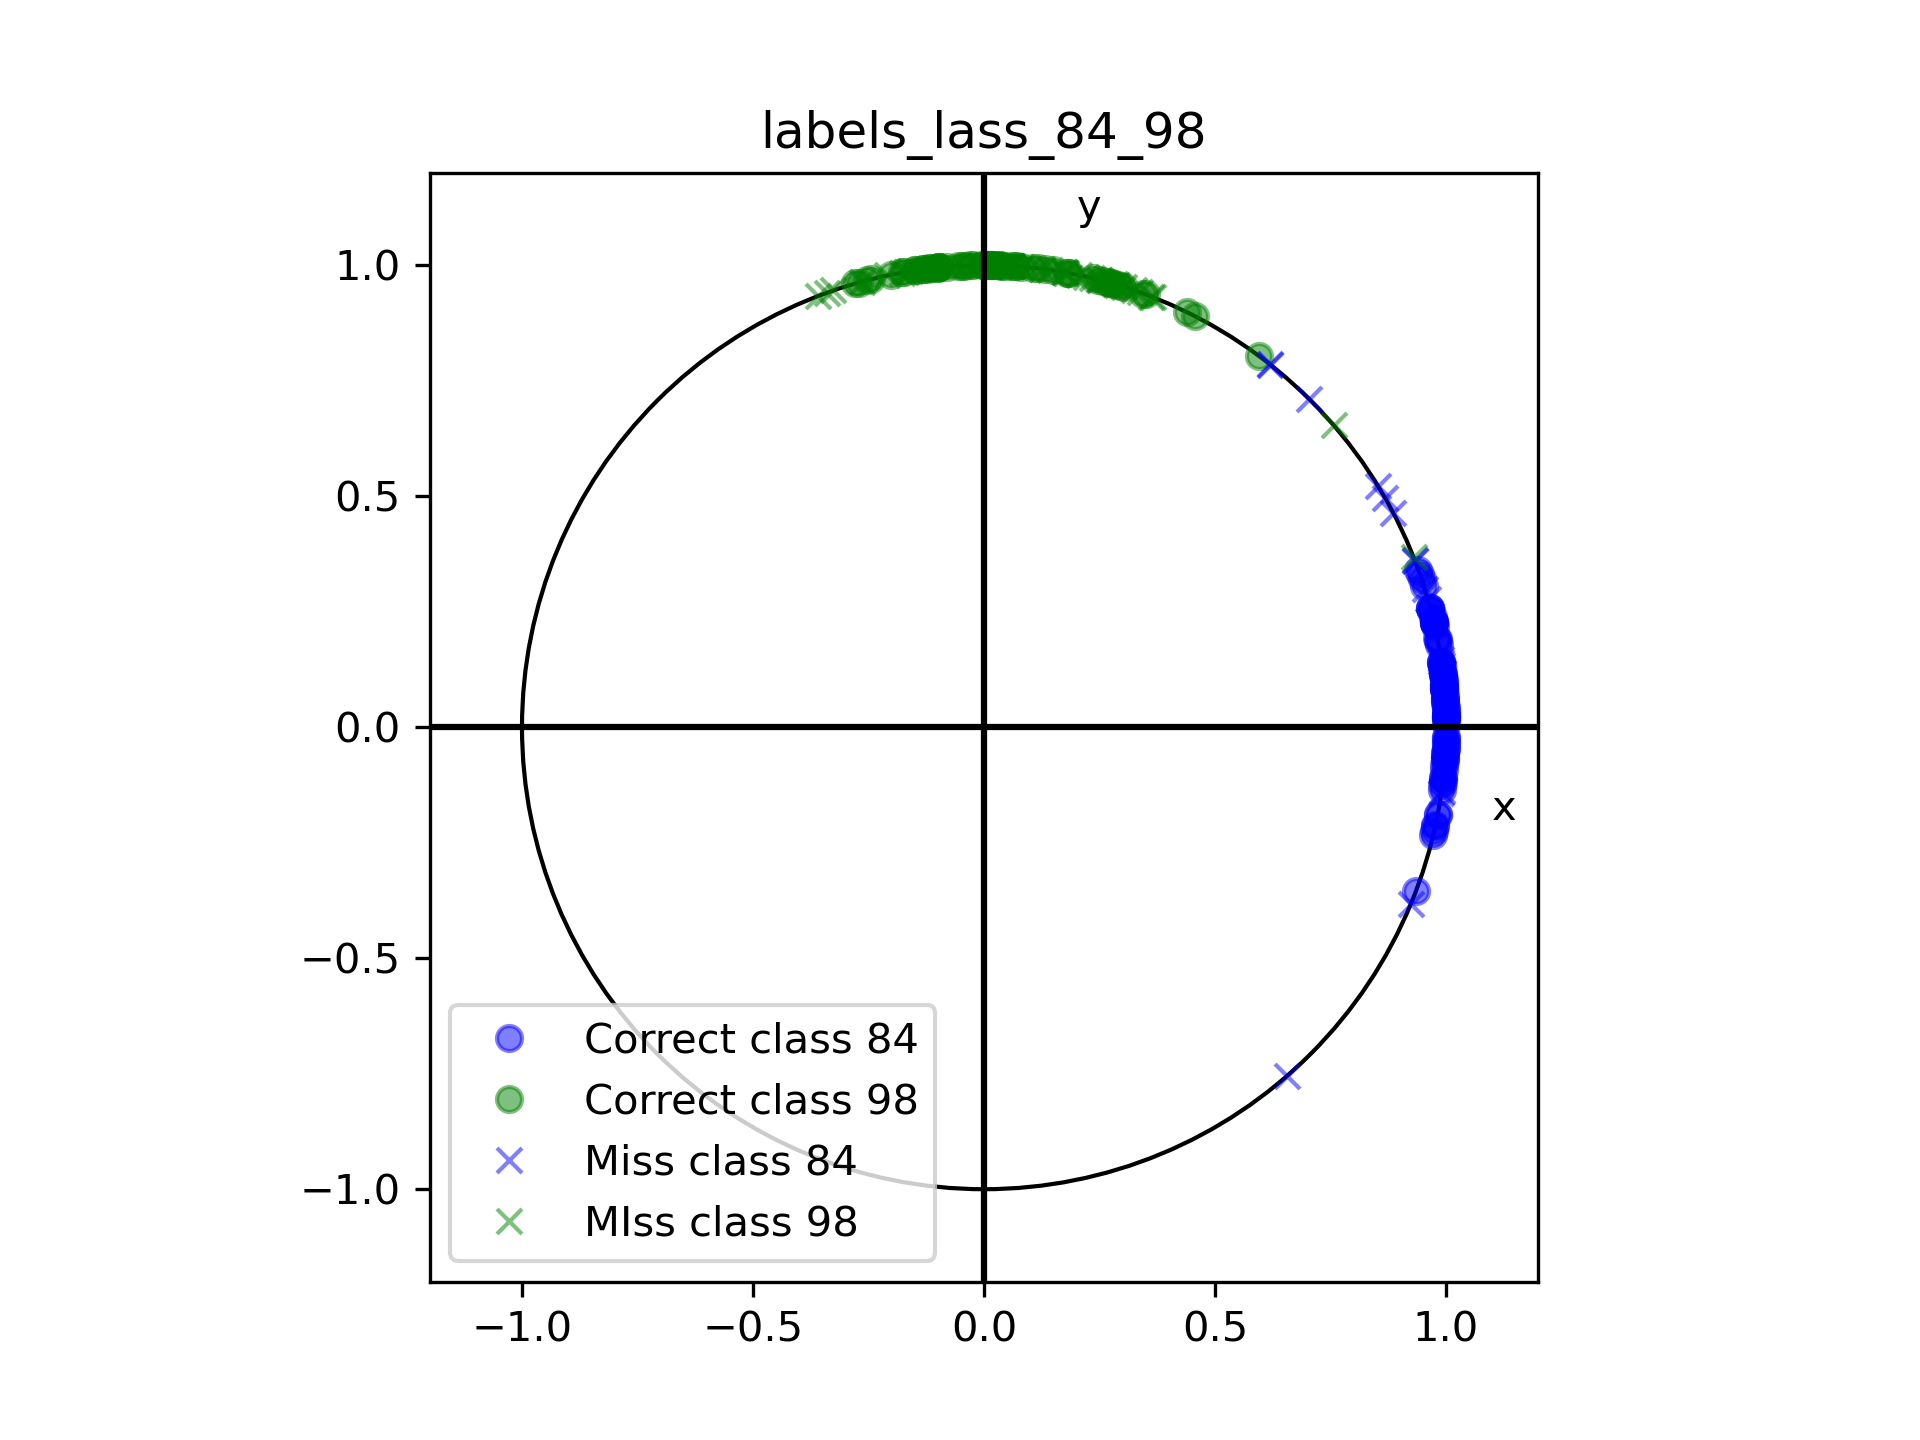 labels_lass_84_98
y
1.0
0.5
0.0
x
−0.5
−1.0
Correct class 84
Correct class 98
Miss class 84
MIss class 98
−1.0 −0.5 0.0 0.5 1.0